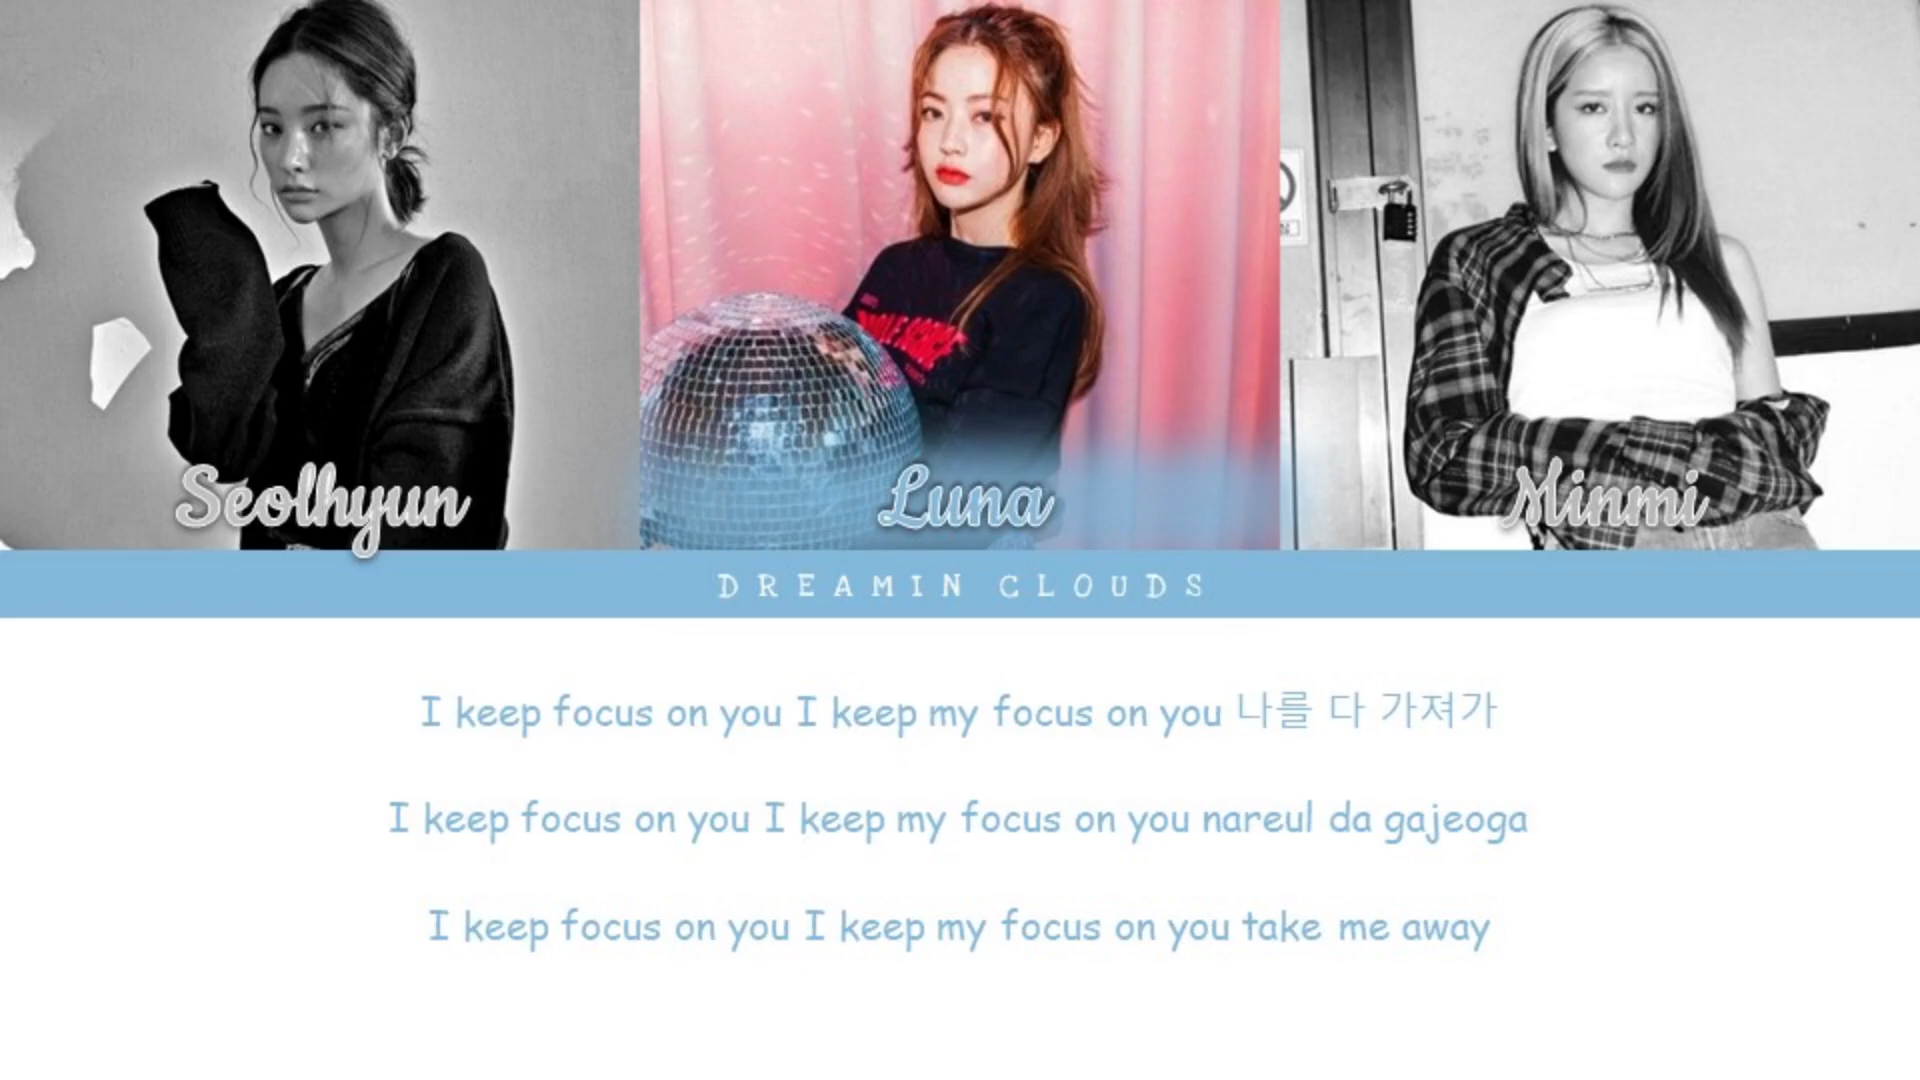 Seolhyun
Luna
Minmi
DREAMIN CLOUDS
I keep focus on you I keep my focus on you 나를 다 가져가
I keep focus on you I keep my focus on you nareul da gajeoga
I keep focus on you I keep my focus on you take me away